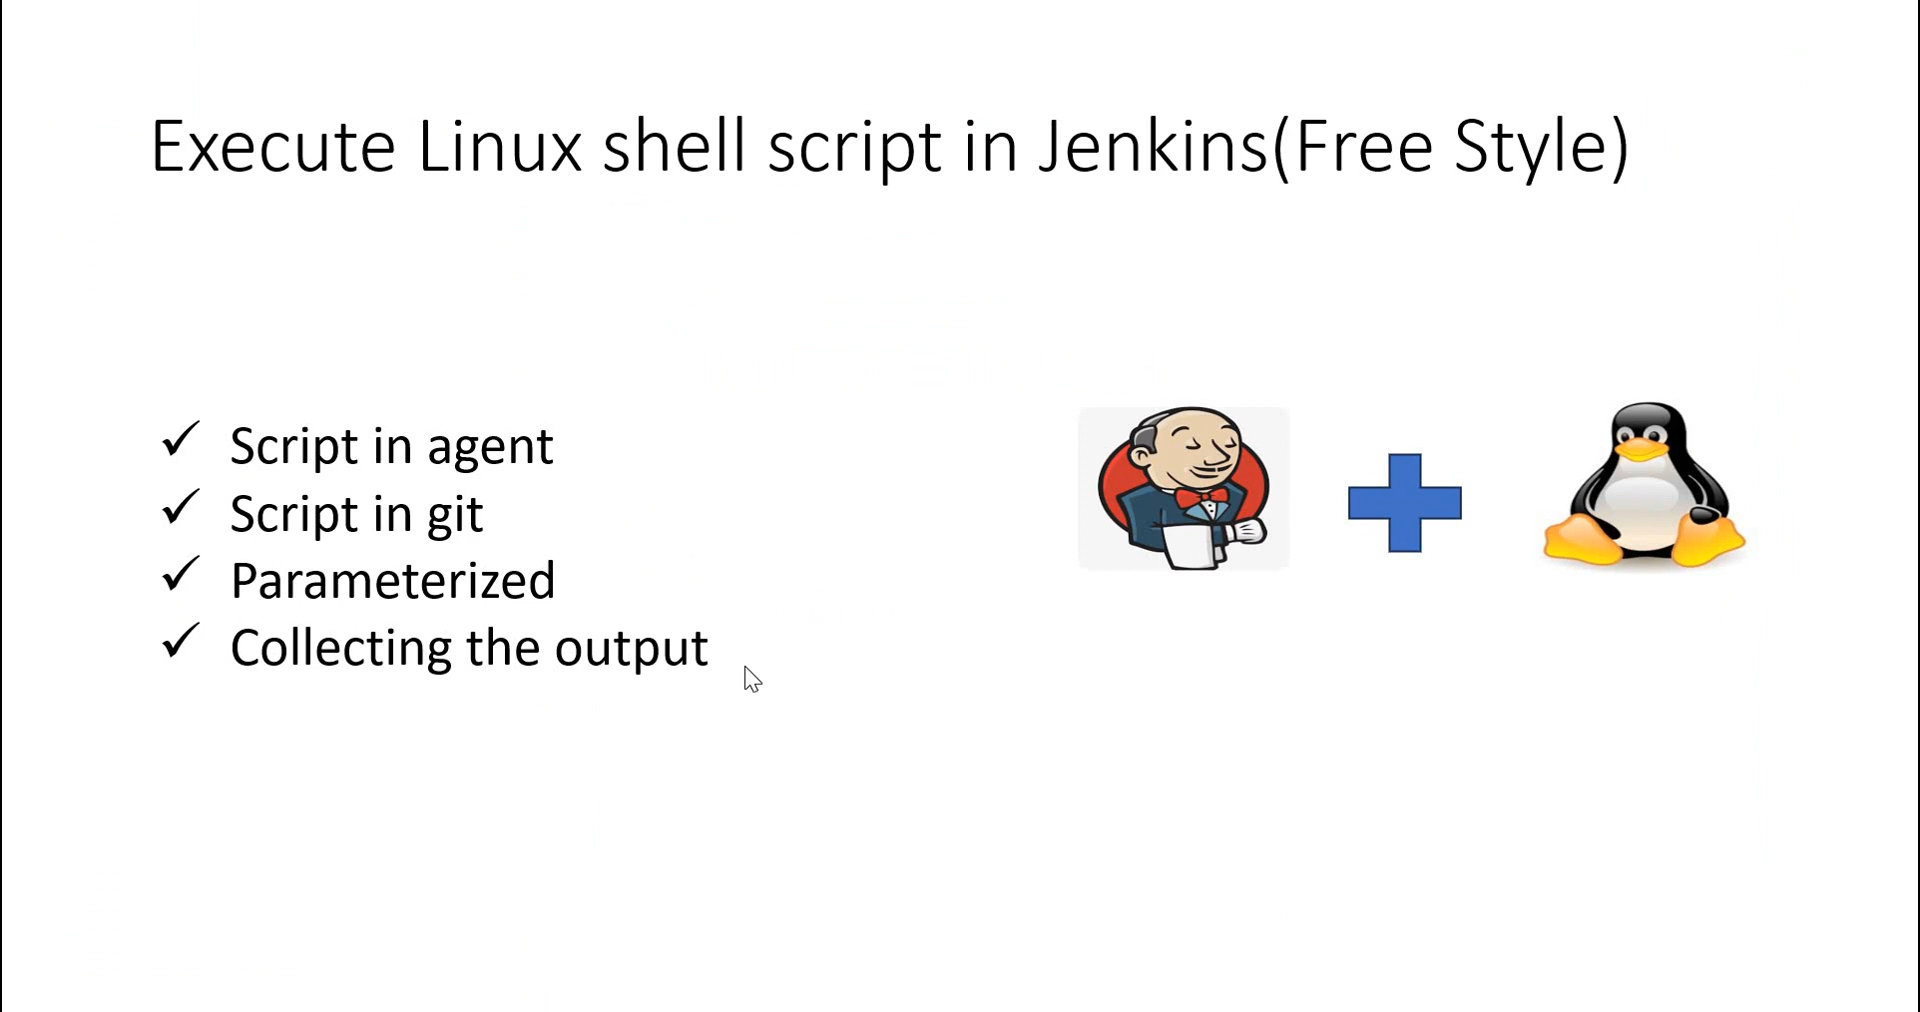 Execute Linux shell script in Jenkins(Free Style)
✓ Script in agent
✓ Script in git
✓ Parameterized
✓ Collecting the output